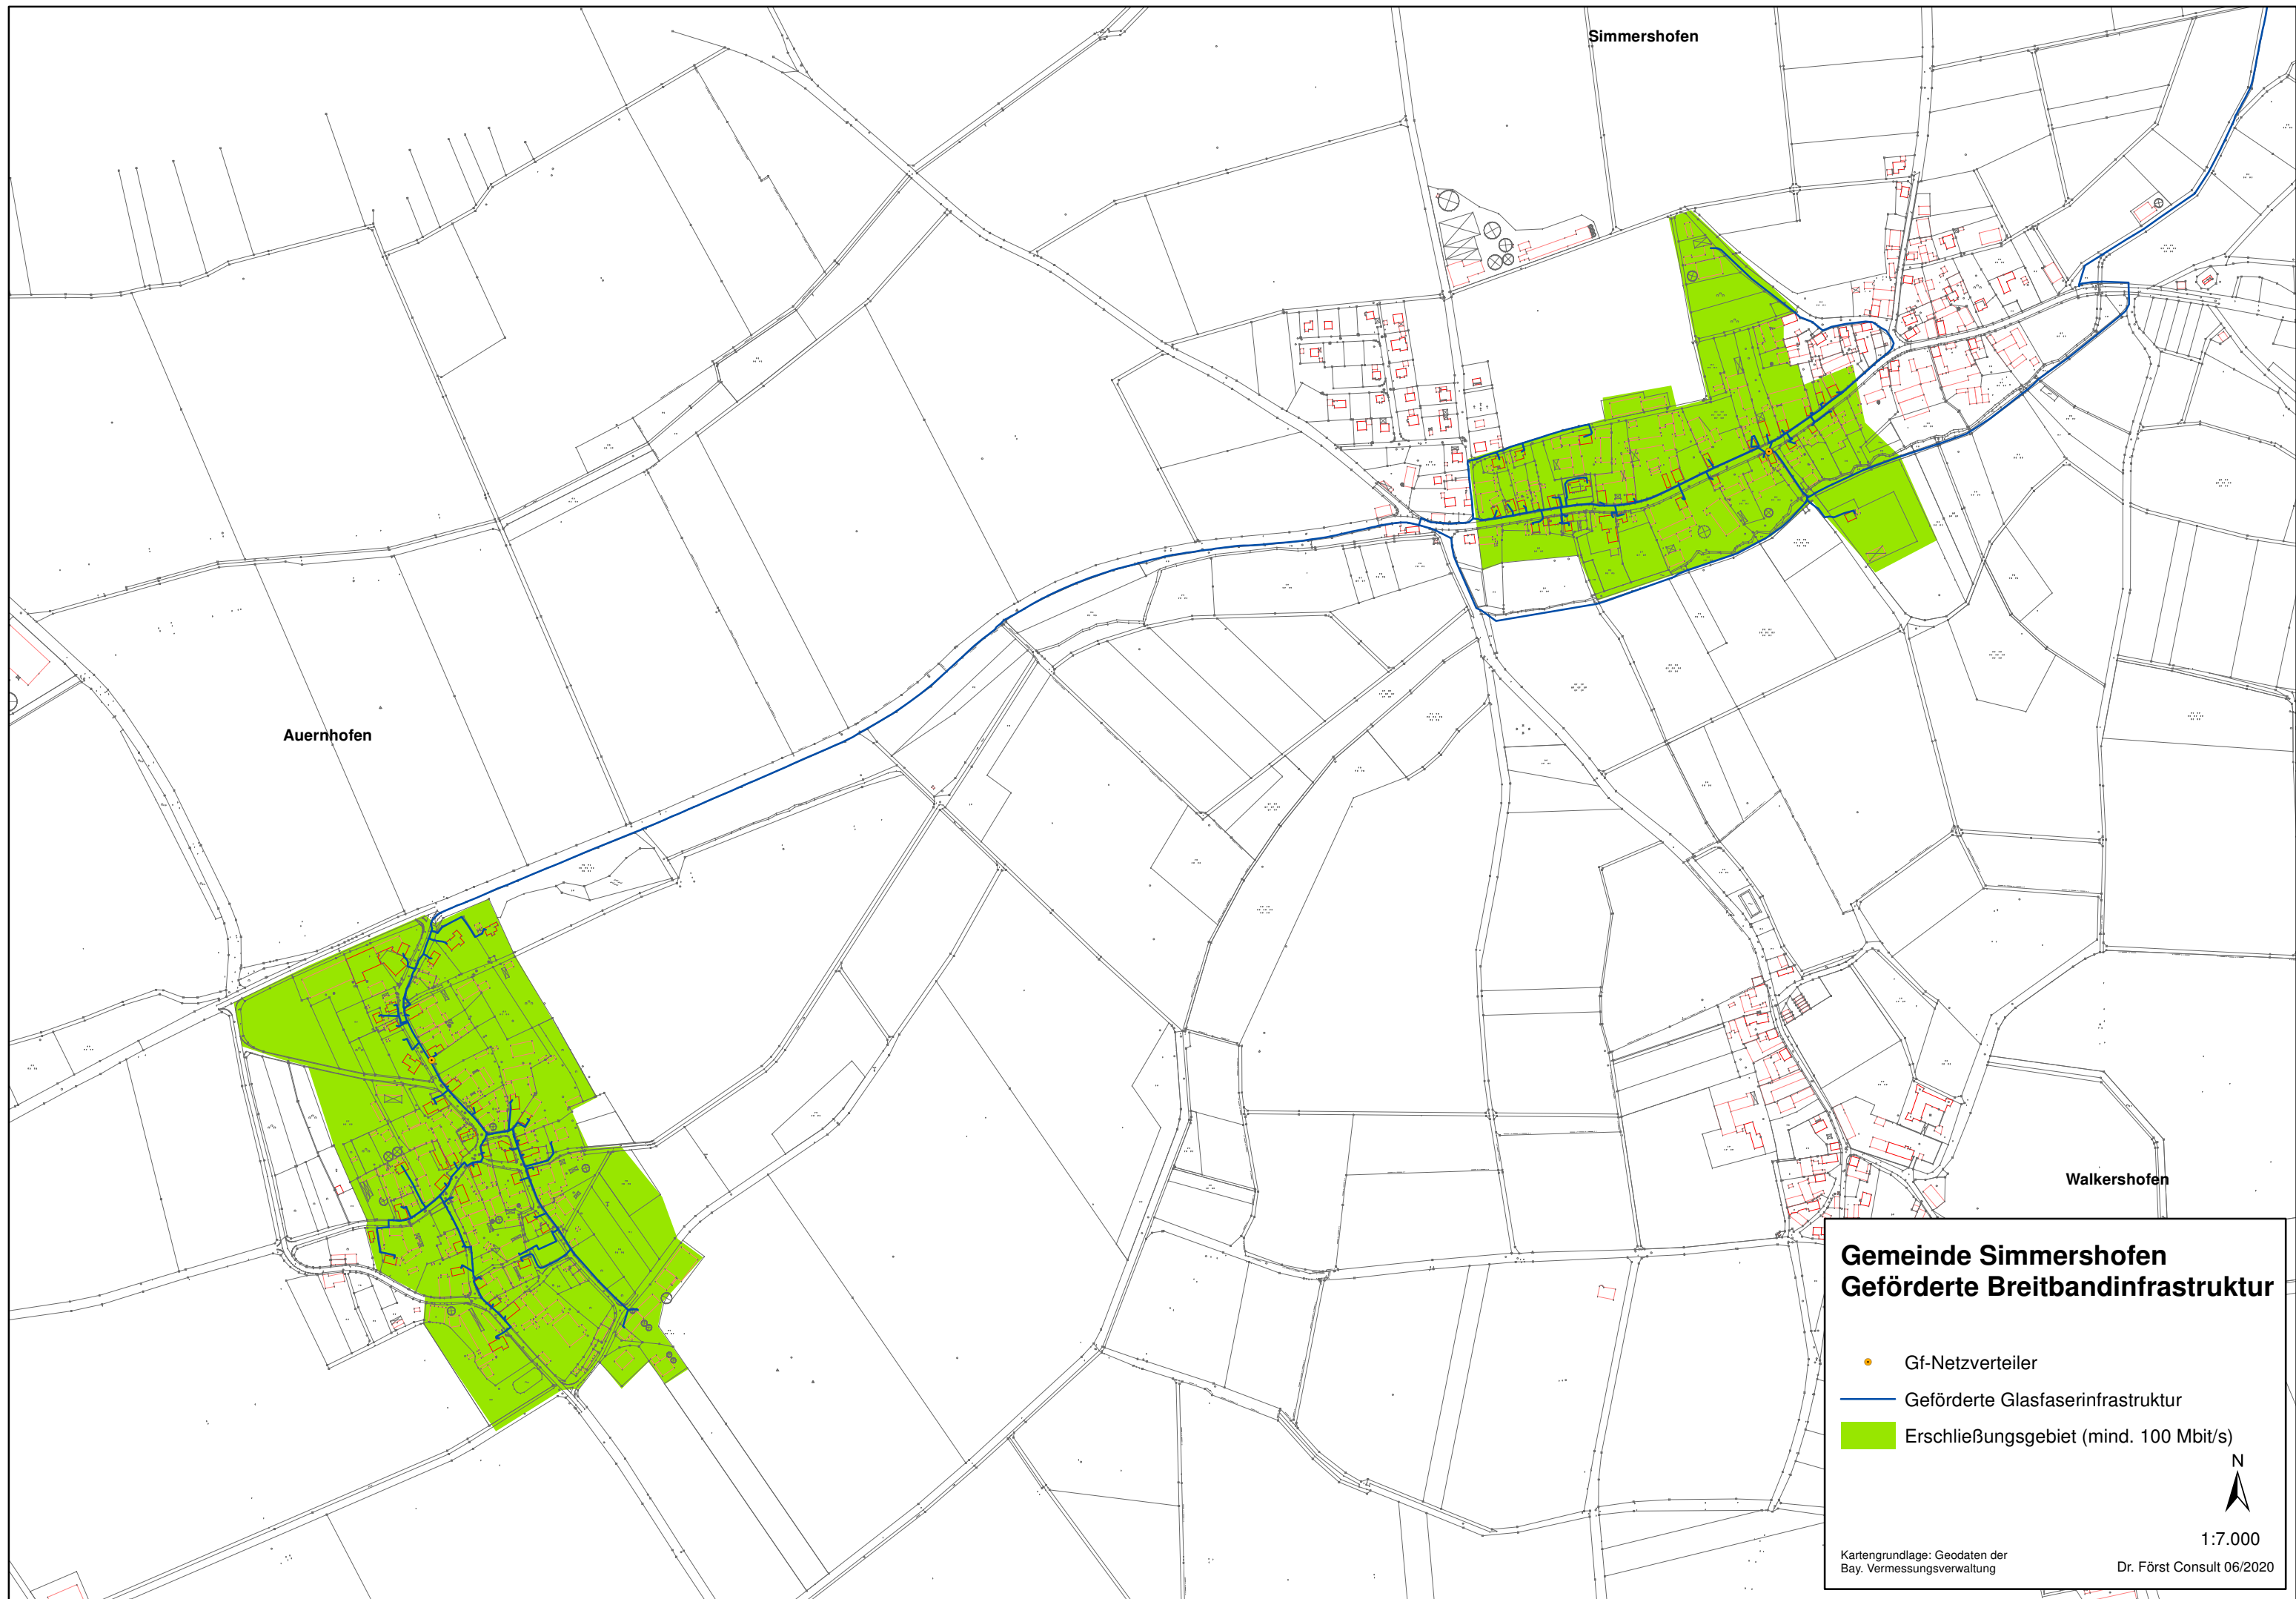 Simmershofen
Auernhofen
Walkershofen
Gemeinde Simmershofen
Geförderte Breitbandinfrastruktur
Gf-Netzverteiler
Geförderte Glasfaserinfrastruktur
Erschließungsgebiet (mind. 100 Mbit/s)
N
1:7.000
Kartengrundlage: Geodaten der
Bay. Vermessungsverwaltung
Dr. Först Consult 06/2020